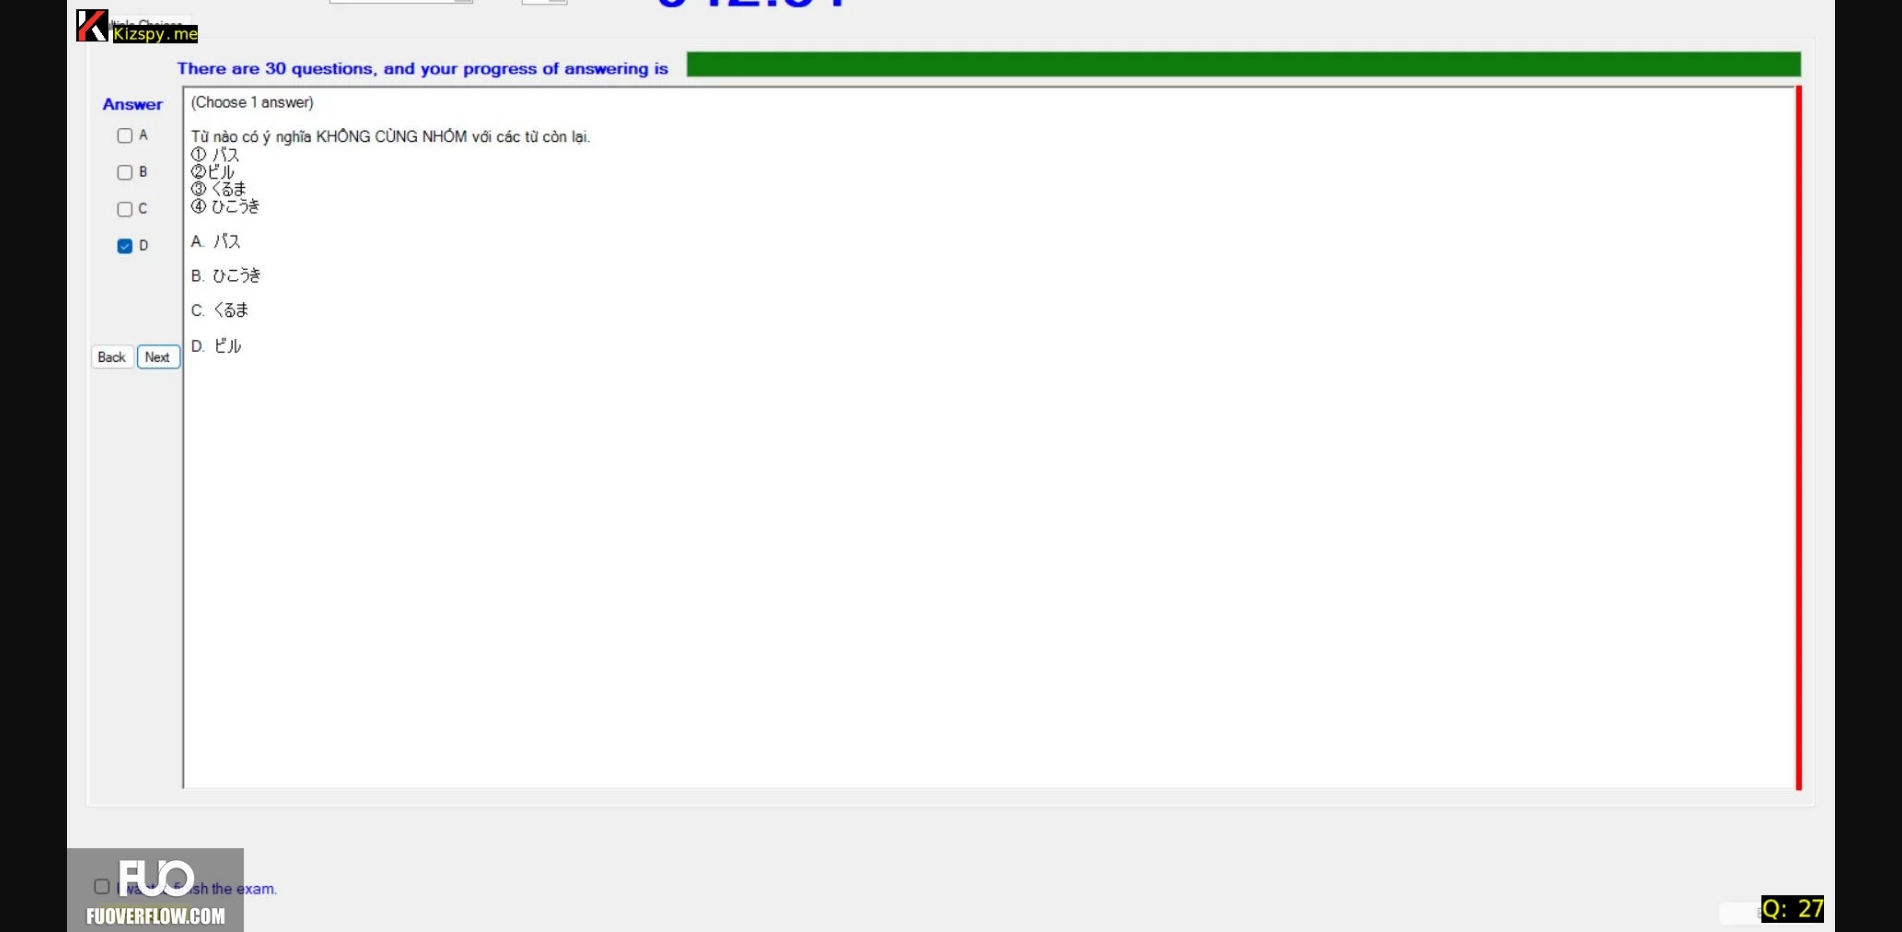 Kizspy.me
There are 30 questions, and your progress of answering is
Answer
(Choose 1 answer)
A
B
C
D
Từ nào có ý nghĩa KHÔNG CÙNG NHÓM với các từ còn lại.
① バス
②ビル
③ くるま
④ ひこうき
A. バス
B. ひこうき
C. くるま
D. ビル
Back
Next
FUO
FUOVERFLOW.COM
the exam.
Q: 27